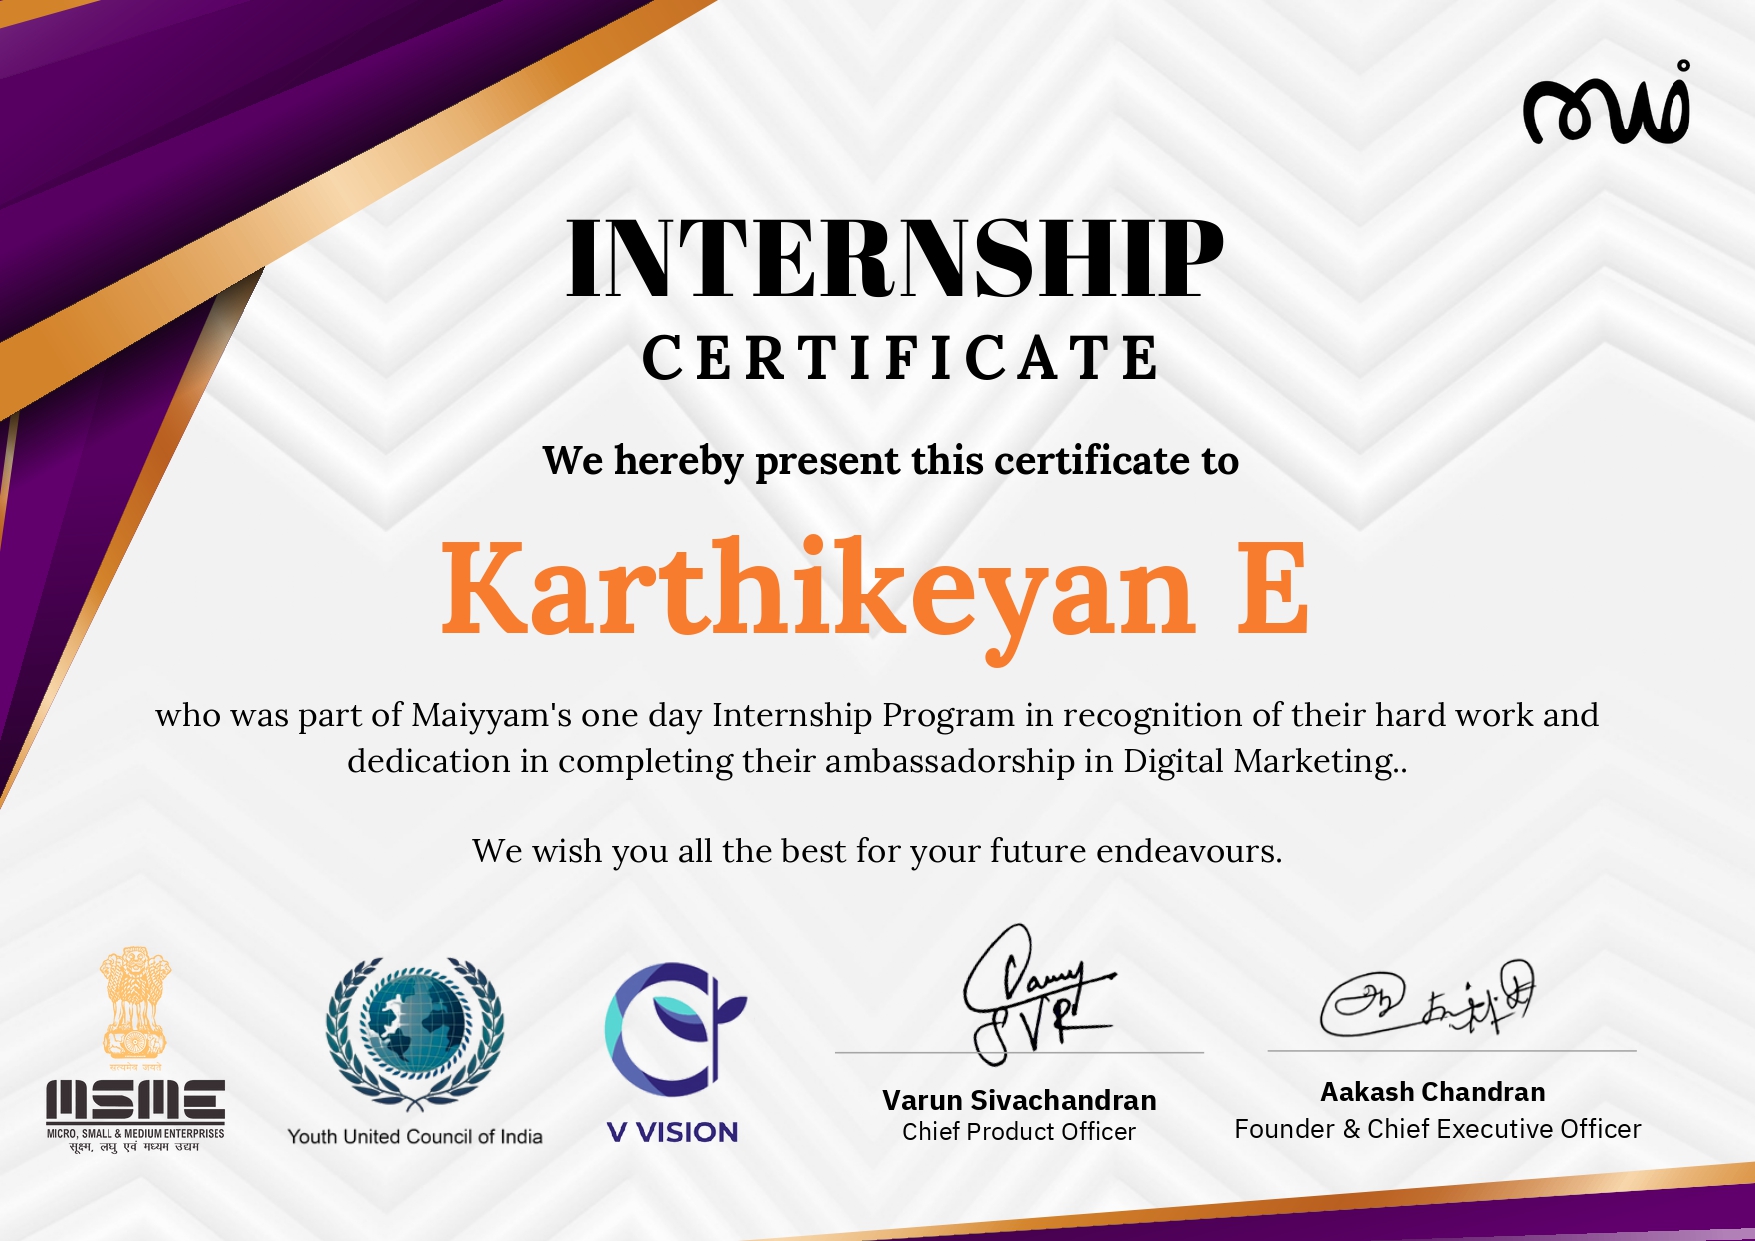 மய்யம்
INTERNSHIP
CERTIFICATE
We hereby present this certificate to
Karthikeyan E
who was part of Maiyyam's one day Internship Program in recognition of their hard work and
dedication in completing their ambassadorship in Digital Marketing..
We wish you all the best for your future endeavours.
सत्यमेव जयते
MSME
MICRO, SMALL & MEDIUM ENTERPRISES
सूक्ष्म, लघु एवं मध्यम उद्यम
Youth United Council of India
V VISION
Varun Sivachandran
Chief Product Officer
Aakash Chandran
Founder & Chief Executive Officer